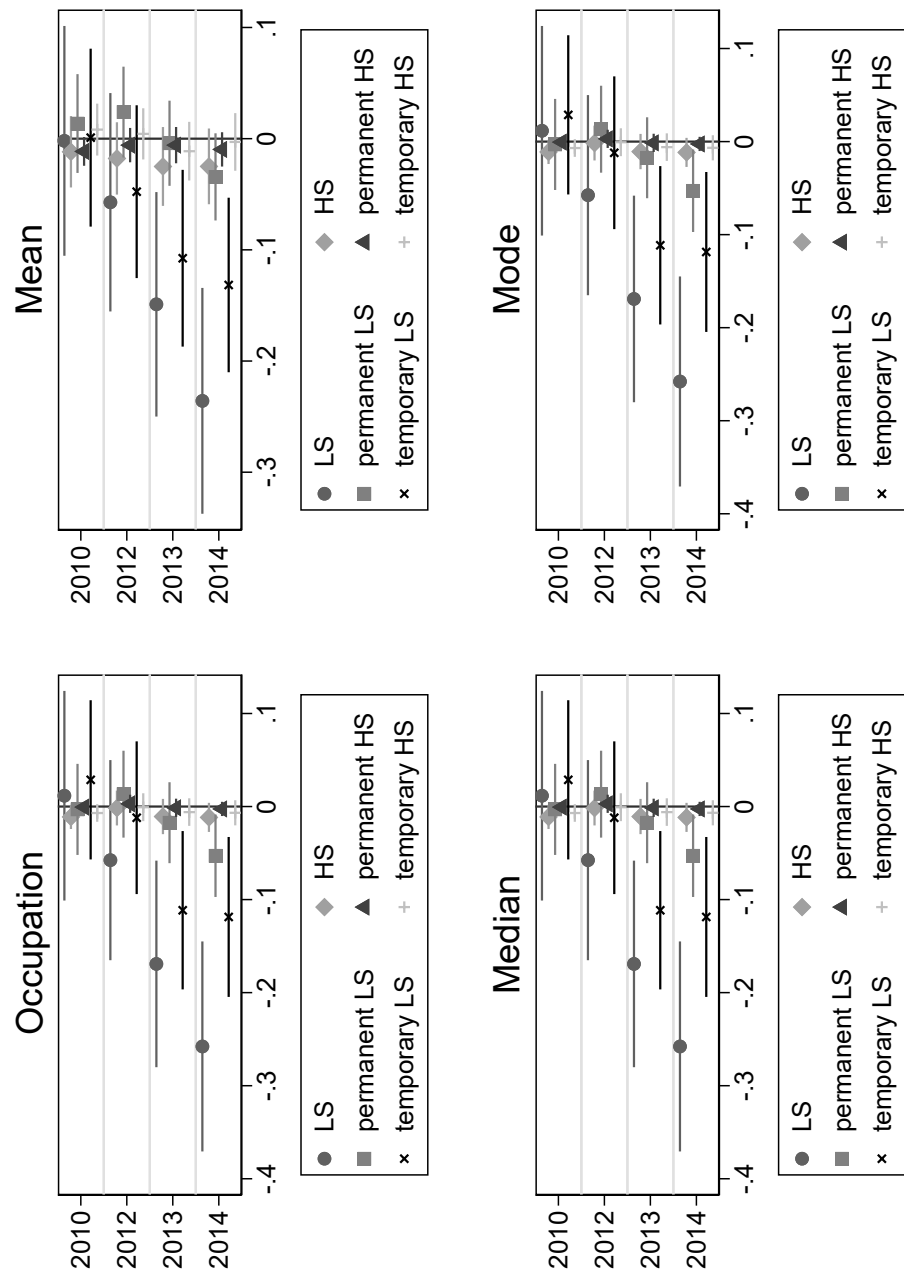 Occupation
2010
2012
2013
2014
-.4 -.3 -.2 -.1 0 .1
LS HS
permanent LS permanent HS
temporary LS temporary HS
Mean
2010
2012
2013
2014
-.3 -.2 -.1 0 .1
LS HS
permanent LS permanent HS
temporary LS temporary HS
Median
2010
2012
2013
2014
-.4 -.3 -.2 -.1 0 .1
LS HS
permanent LS permanent HS
temporary LS temporary HS
Mode
2010
2012
2013
2014
-.4 -.3 -.2 -.1 0 .1
LS HS
permanent LS permanent HS
temporary LS temporary HS